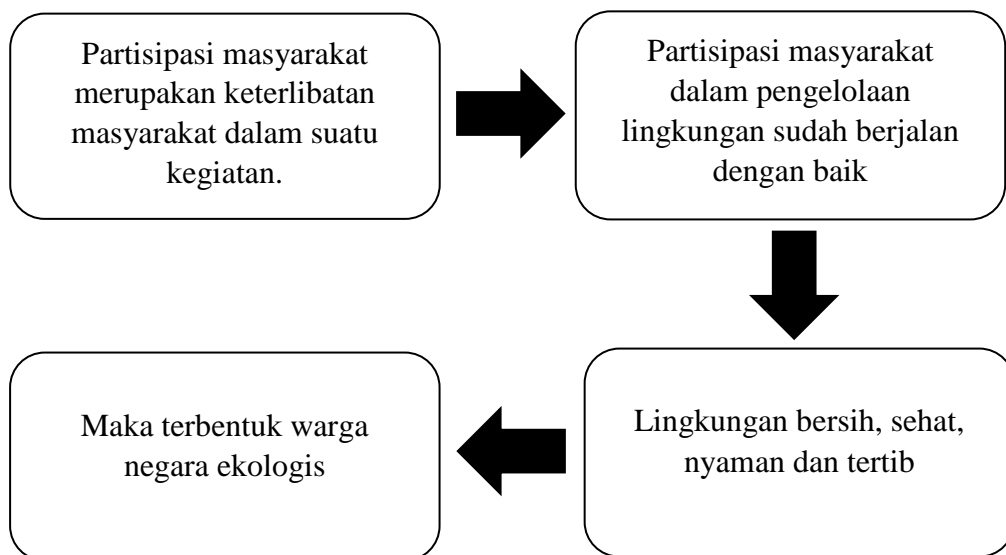 Partisipasi masyarakat
merupakan keterlibatan
masyarakat dalam suatu
kegiatan.
Partisipasi masyarakat
dalam pengelolaan
lingkungan sudah berjalan
dengan baik
Lingkungan bersih, sehat,
nyaman dan tertib
Maka terbentuk warga
negara ekologis